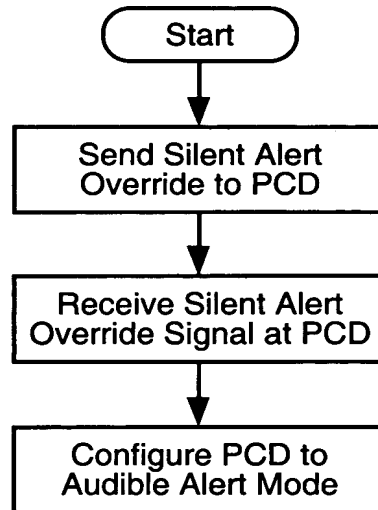 Start
Send Silent Alert
Override to PCD
Receive Silent Alert
Override Signal at PCD
Configure PCD to
Audible Alert Mode